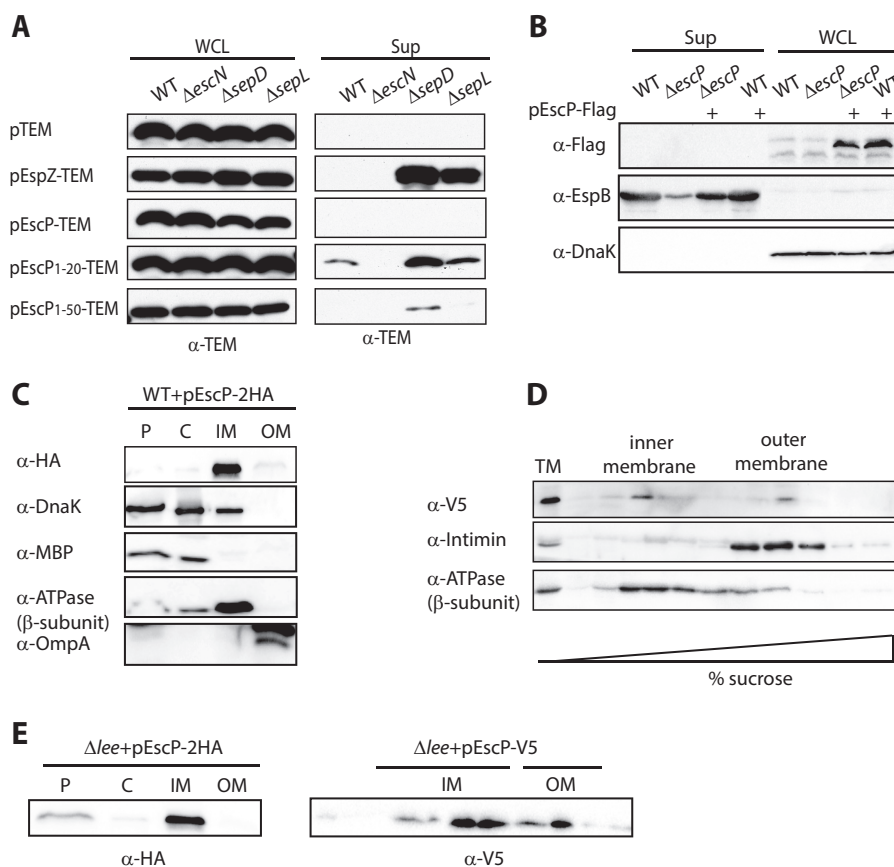 A
WCL Sup
WT ΔescN ΔsepD ΔsepL WT ΔescN ΔsepD ΔsepL
pTEM
pEspZ-TEM
pEscP-TEM
pEscP1-20-TEM
pEscP1-50-TEM
α-TEM α-TEM
B
Sup WCL
WT ΔescP ΔescP WT WT ΔescP ΔescP WT
pEscP-Flag + + + +
α-Flag
α-EspB
α-DnaK
C
WT+pEscP-2HA
P C IM OM
α-HA
α-DnaK
α-MBP
α-ATPase
(β-subunit)
α-OmpA
D
inner outer
TM membrane membrane
α-V5
α-Intimin
α-ATPase
(β-subunit)
% sucrose
E
Δlee+pEscP-2HA Δlee+pEscP-V5
P C IM OM IM OM
α-HA α-V5